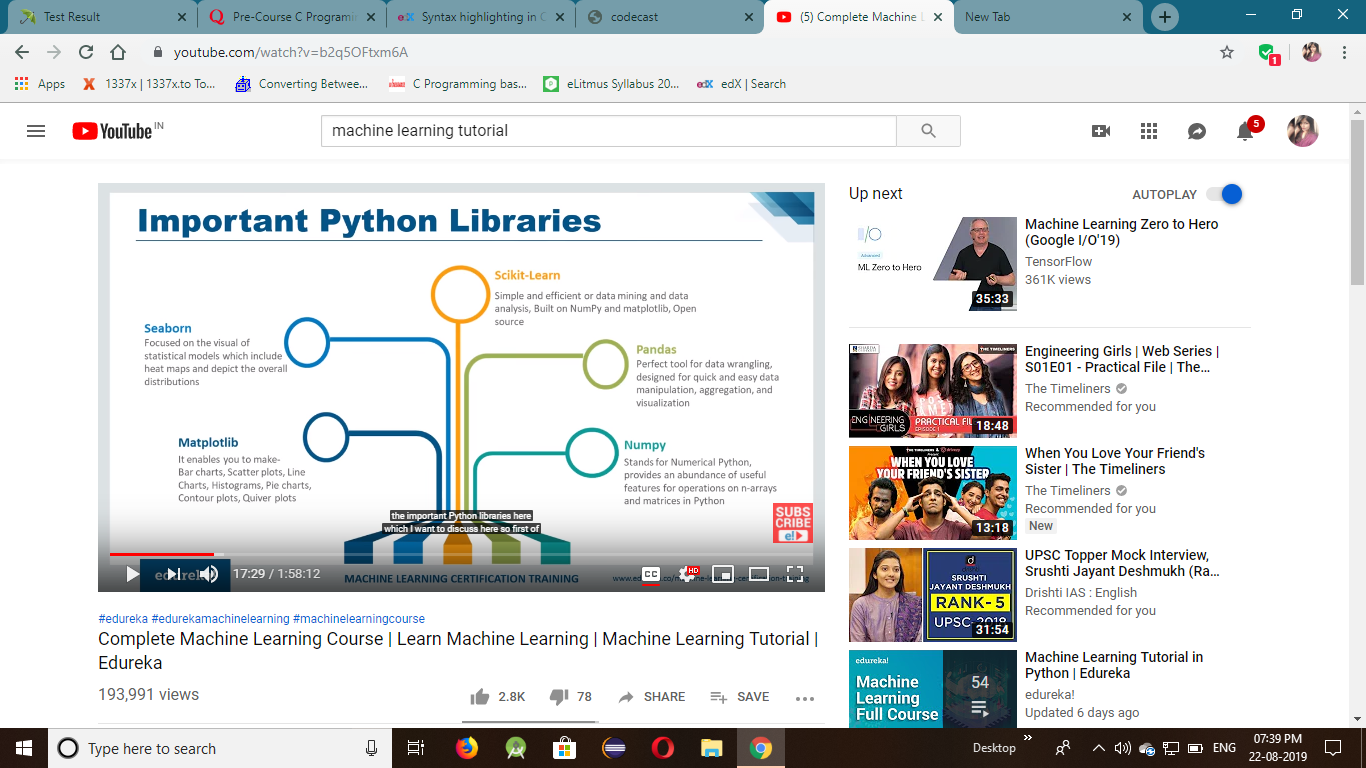 Test Result
Pre-Course C Programi
Syntax highlighting in C
codecast
(5) Complete Machine L
New Tab
youtube.com/watch?v=b2q5OFtxm6A
1
Apps
1337x | 1337x.to To...
Converting Betwee...
C Programming bas...
eLitmus Syllabus 20...
edX | Search
YouTube IN
machine learning tutorial
5
Important Python Libraries
Scikit-Learn
Simple and efficient or data mining and data
analysis, Built on NumPy and matplotlib, Open
source
Seaborn
Focused on the visual of
statistical models which include
heat maps and depict the overall
distributions
Pandas
Perfect tool for data wrangling,
designed for quick and easy data
manipulation, aggregation, and
visualization
Matplotlib
It enables you to make-
Bar charts, Scatter plots, Line
Charts, Histograms, Pie charts,
Contour plots, Quiver plots
Numpy
Stands for Numerical Python,
provides an abundance of useful
features for operations on n-arrays
and matrices in Python
SUBS
CRIBE
e!
the important Python libraries here
which I want to discuss here so first of
17:29 / 1:58:12
MACHINE LEARNING CERTIFICATION TRAINING
CC
HD
#edureka #edurekamachinelearning #machinelearningcourse
Complete Machine Learning Course | Learn Machine Learning | Machine Learning Tutorial |
Edureka
193,991 views
2.8K
78
SHARE
SAVE
Up next
AUTOPLAY
I/O
Advanced
ML Zero to Hero
35:33
Machine Learning Zero to Hero
(Google I/O'19)
TensorFlow
361K views
THE TIMELINERS
ENGINEERING
GIRLS
PRACTICAL FIL
EPISODE 1
18:48
Engineering Girls | Web Series |
S01E01 - Practical File | The...
The Timeliners
Recommended for you
WHEN YOU LOVE
YOUR FRIEND'S
SISTER
13:18
When You Love Your Friend's
Sister | The Timeliners
The Timeliners
Recommended for you
New
SRUSHTI
JAYANT DESHMUKH
RANK- 5
UPSC-2018
31:54
UPSC Topper Mock Interview,
Srushti Jayant Deshmukh (Ra...
Drishti IAS : English
Recommended for you
edureka!
Machine
Learning
Full Course
54
Machine Learning Tutorial in
Python | Edureka
edureka!
Updated 6 days ago
Type here to search
Desktop
ENG
07:39 PM
22-08-2019